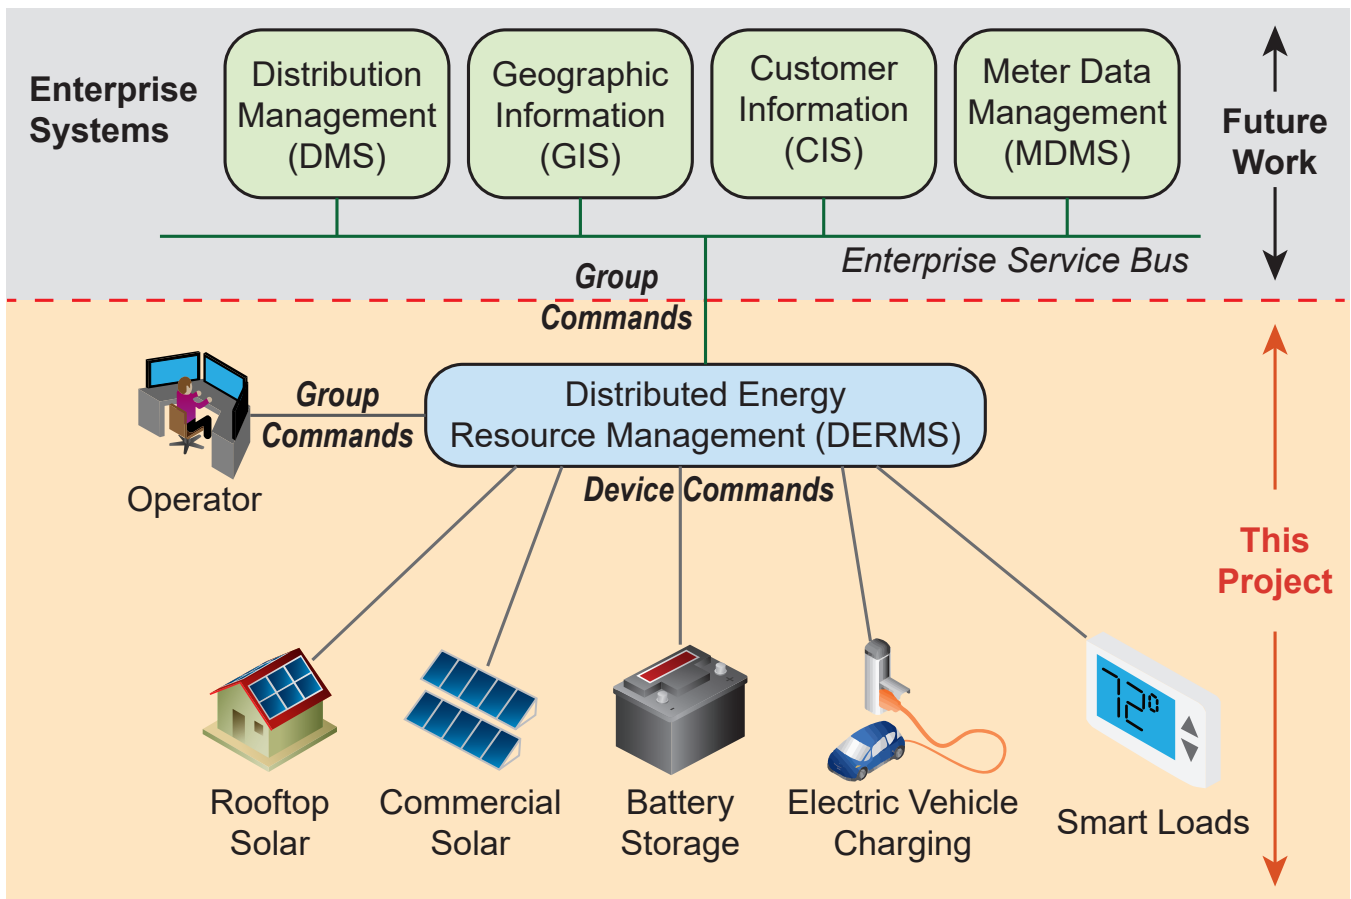 Enterprise
Systems
Distribution
Management
(DMS)
Geographic
Information
(GIS)
Customer
Information
(CIS)
Meter Data
Management
(MDMS)
Future
Work
Enterprise Service Bus
Group
Commands
Operator
Group
Commands
Distributed Energy
Resource Management (DERMS)
Device Commands
This
Project
72°
Rooftop
Solar
Commercial
Solar
Battery
Storage
Electric Vehicle
Charging
Smart Loads